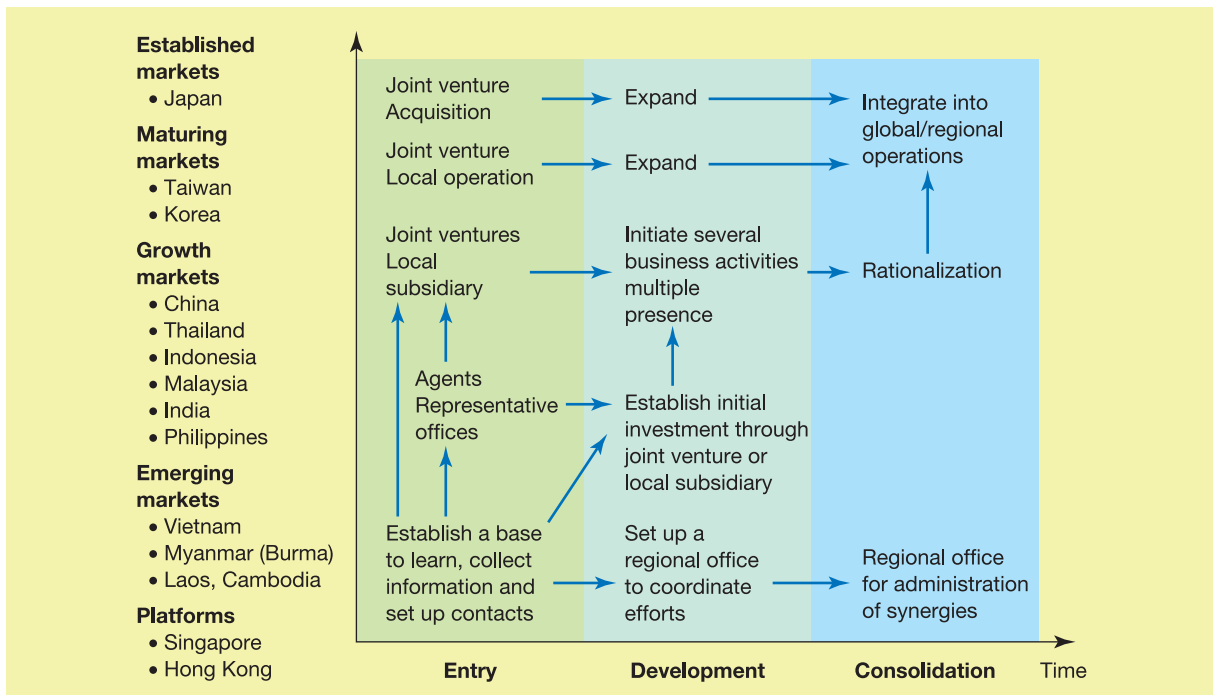 Established
markets
• Japan
Maturing
markets
• Taiwan
• Korea
Growth
markets
• China
• Thailand
• Indonesia
• Malaysia
• India
• Philippines
Emerging
markets
• Vietnam
• Myanmar (Burma)
• Laos, Cambodia
Platforms
• Singapore
• Hong Kong
Joint venture
Acquisition
Expand
Integrate into
global/regional
operations
Joint venture
Local operation
Expand
Joint ventures
Local
subsidiary
Initiate several
business activities
multiple
presence
Rationalization
Agents
Representative
offices
Establish initial
investment through
joint venture or
local subsidiary
Establish a base
to learn, collect
information and
set up contacts
Set up a
regional office
to coordinate
efforts
Regional office
for administration
of synergies
Entry
Development
Consolidation
Time